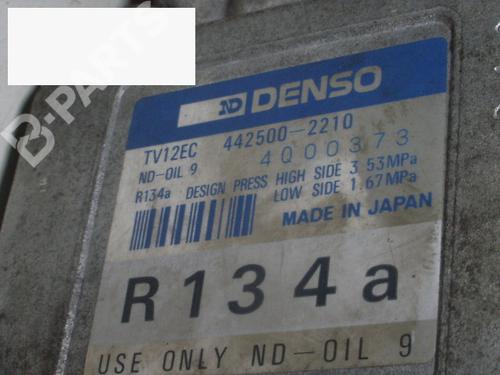 B-PARTS
ND DENSO
TV12EC 442500-2210
ND-OIL 9 4Q00373
R134a DESIGN PRESS HIGH SIDE 3.53MPa
LOW SIDE 1.67MPa
MADE IN JAPAN
R134a
USE ONLY ND-OIL 9